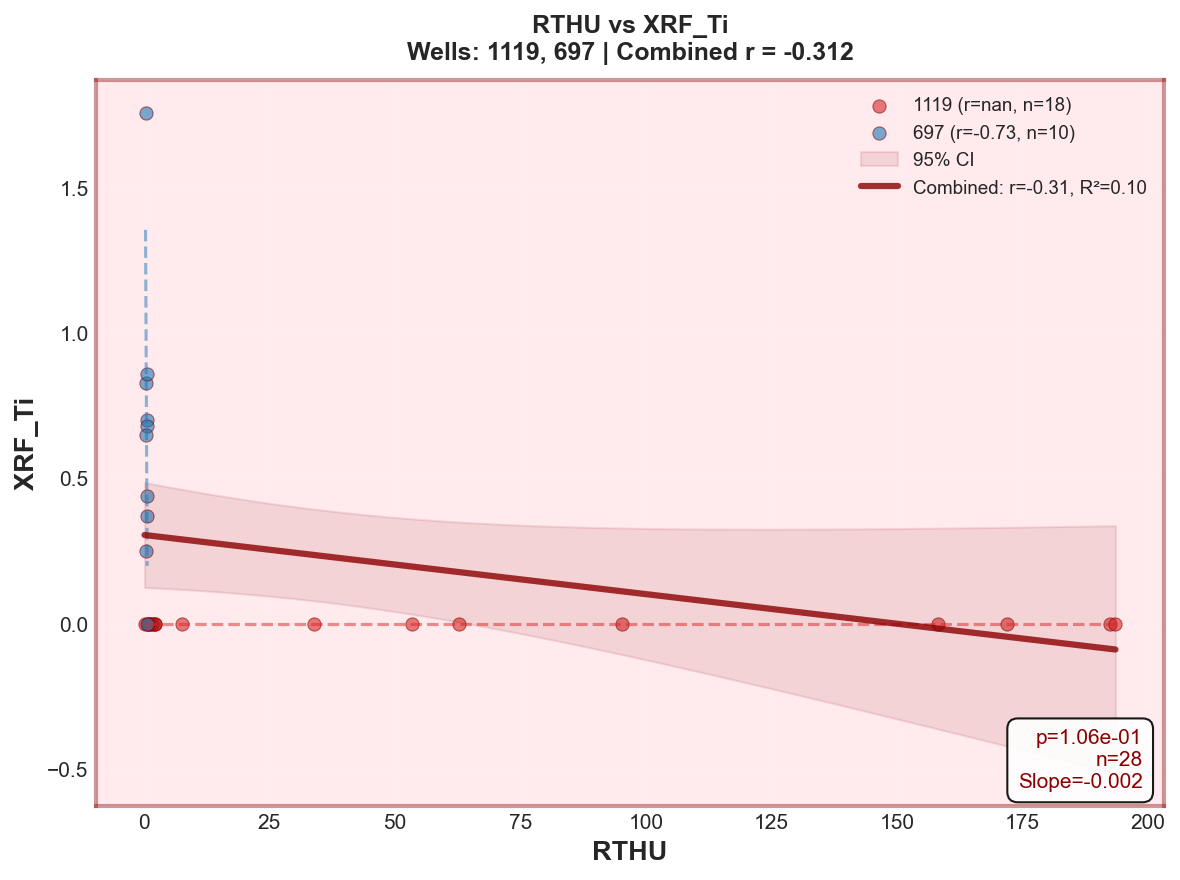 RTHU vs XRF_Ti
Wells: 1119, 697 | Combined r = -0.312
1119 (r=nan, n=18)
697 (r=-0.73, n=10)
95% CI
Combined: r=-0.31, R²=0.10
XRF_Ti
1.5
1.0
0.5
0.0
−0.5
p=1.06e-01
n=28
Slope=-0.002
0 25 50 75 100 125 150 175 200
RTHU